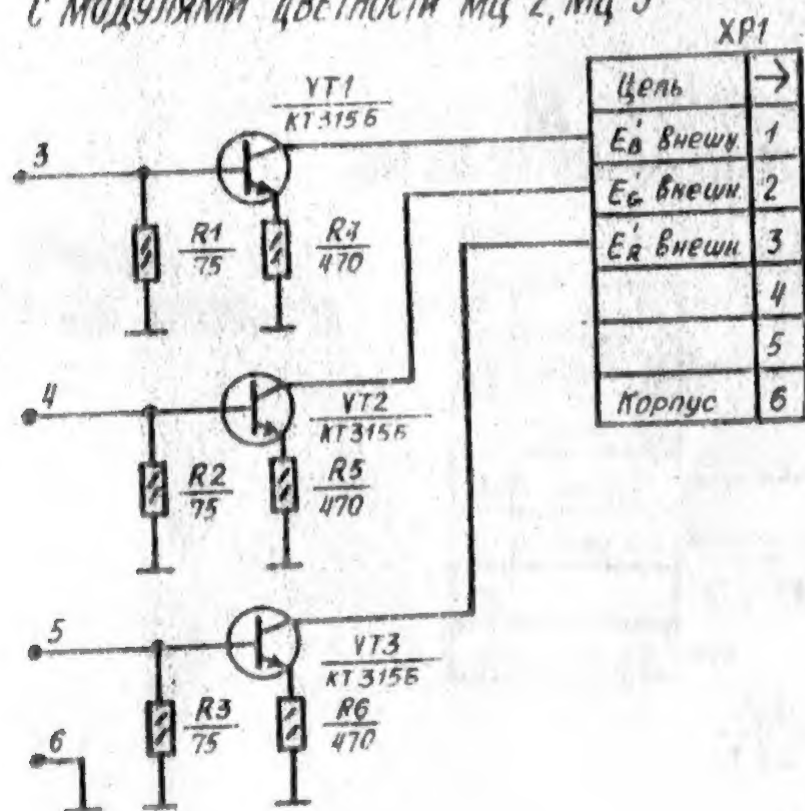 С МОДУЛЯМИ ЦВЕТНОСТИ МЦ 2, МЦ 3
XP1
Цепь →
E'B Внешн. 1
E'G Внешн. 2
E'R Внешн. 3
4
5
Корпус 6
3
VT1
КТ315Б
R1
75
R4
470
4
VT2
КТ315Б
R2
75
R5
470
5
VT3
КТ315Б
R3
75
R6
470
6